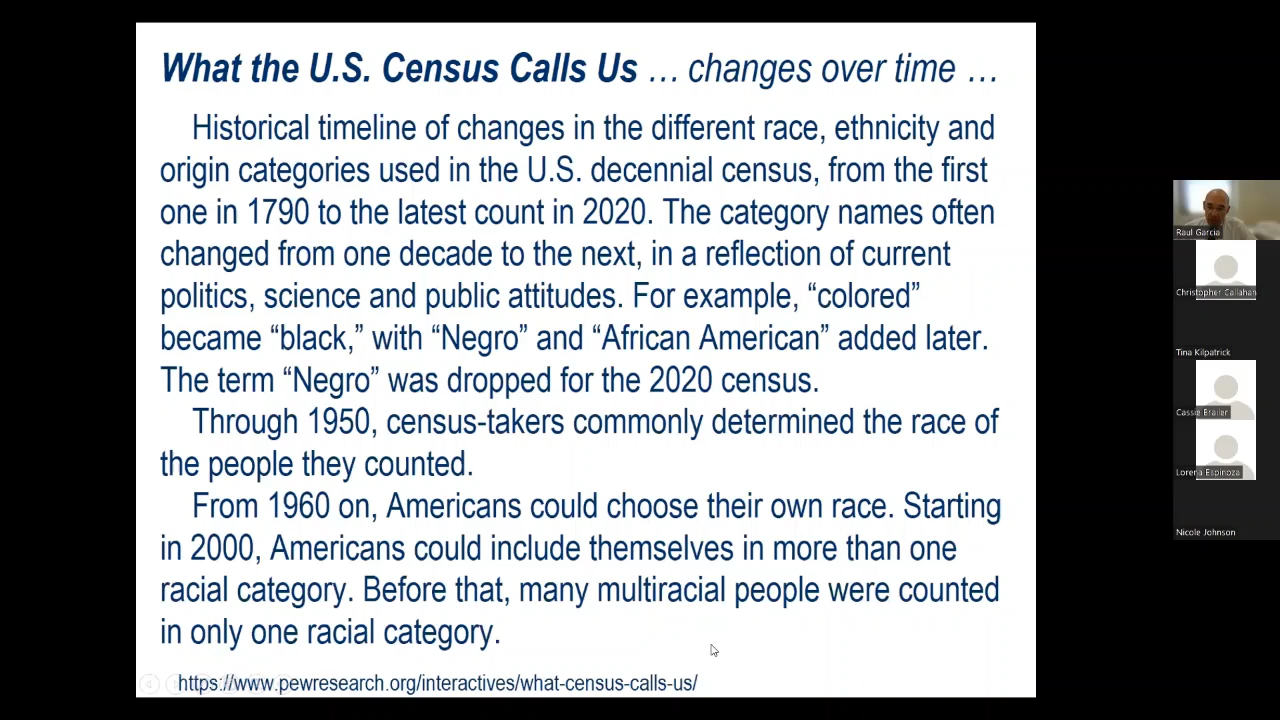 What the U.S. Census Calls Us … changes over time …
Historical timeline of changes in the different race, ethnicity and
origin categories used in the U.S. decennial census, from the first
one in 1790 to the latest count in 2020. The category names often
changed from one decade to the next, in a reflection of current
politics, science and public attitudes. For example, “colored”
became “black,” with “Negro” and “African American” added later.
The term “Negro” was dropped for the 2020 census.
Through 1950, census-takers commonly determined the race of
the people they counted.
From 1960 on, Americans could choose their own race. Starting
in 2000, Americans could include themselves in more than one
racial category. Before that, many multiracial people were counted
in only one racial category.
https://www.pewresearch.org/interactives/what-census-calls-us/
Raul Garcia
Christopher Callahan
Tina Kilpatrick
Cassie Erailer
Lorena Espinoza
Nicole Johnson